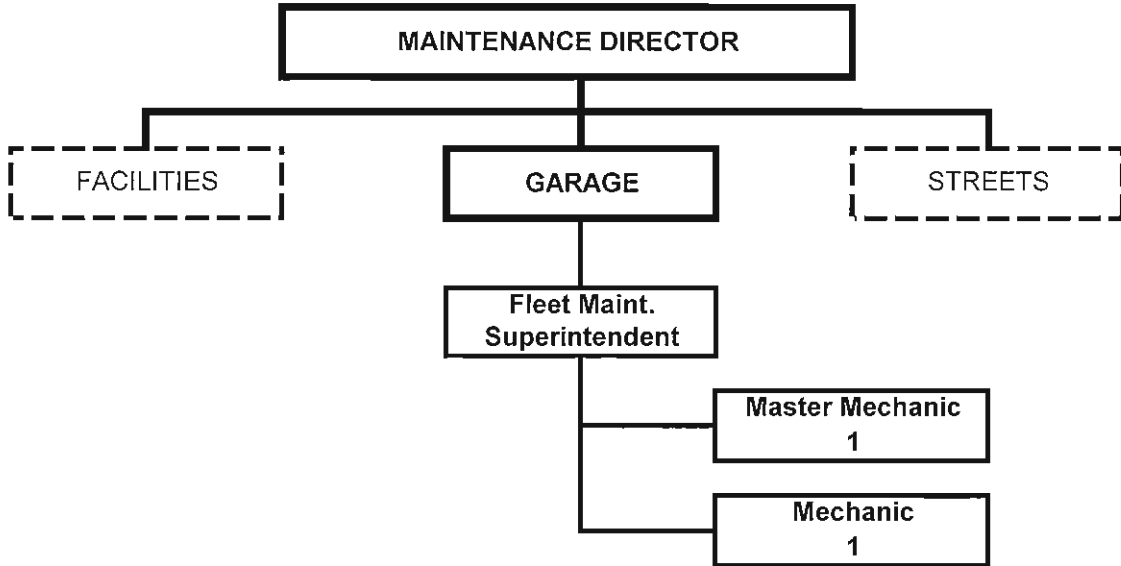 MAINTENANCE DIRECTOR
FACILITIES
GARAGE
STREETS
Fleet Maint.
Superintendent
Master Mechanic
1
Mechanic
1